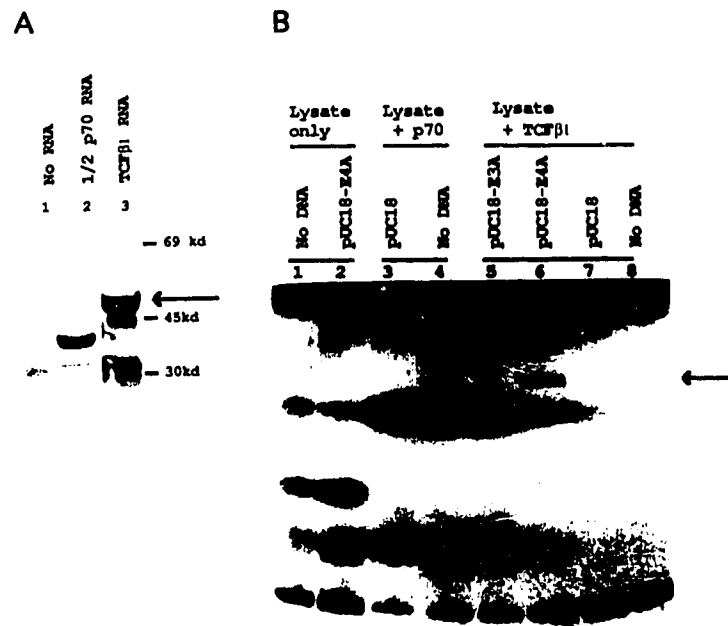 A
B
No RNA
1/2 p70 RNA
TCFβ1 RNA
1 2 3
69 kd
45kd
30kd
Lysate only
Lysate + p70
Lysate + TCFβ1
No DNA
pUC18-E4A
pUC18
No DNA
pUC18-E3A
pUC18-E4A
pUC18
No DNA
1 2 3 4 5 6 7 8